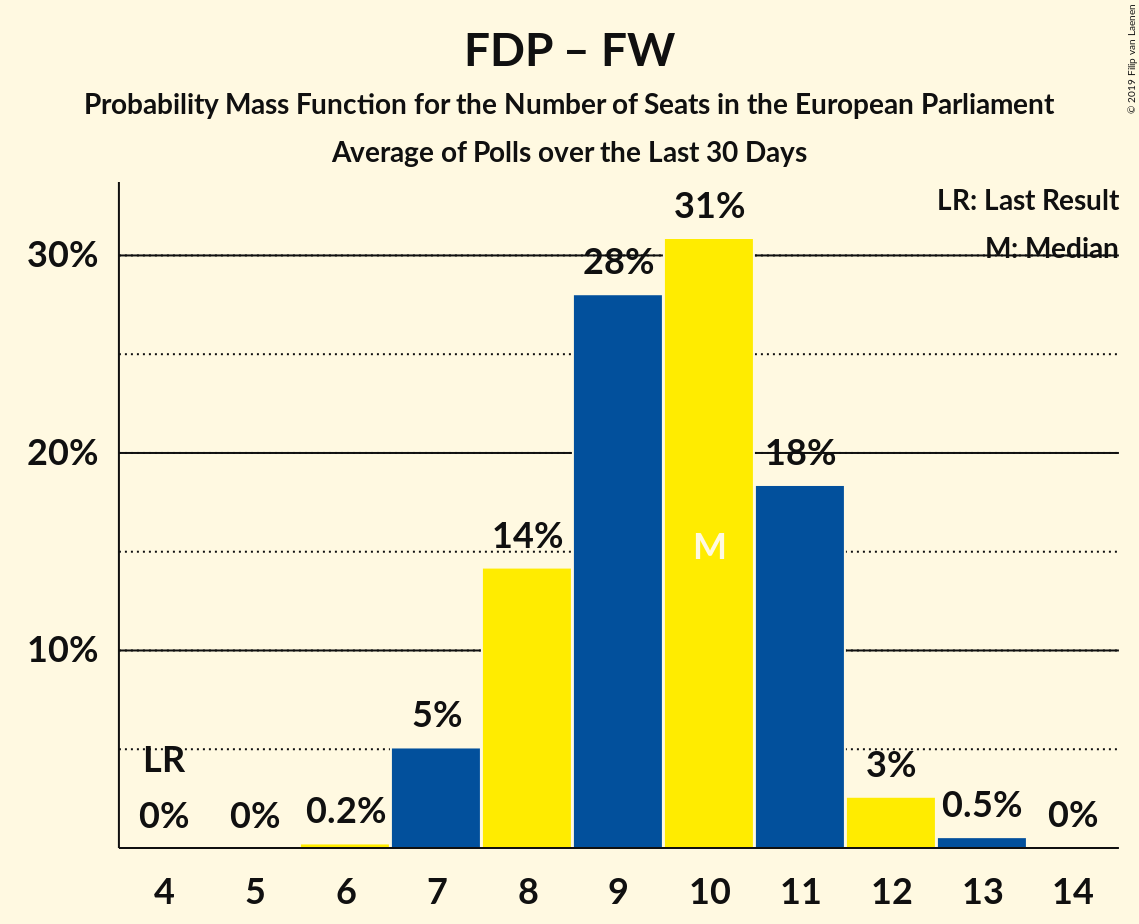 FDP – FW
Probability Mass Function for the Number of Seats in the European Parliament
Average of Polls over the Last 30 Days
© 2019 Filip van Laenen
LR: Last Result
M: Median
30%
20%
10%
LR
0%
0%
0.2%
5%
14%
28%
31%
M
18%
3%
0.5%
0%
4 5 6 7 8 9 10 11 12 13 14